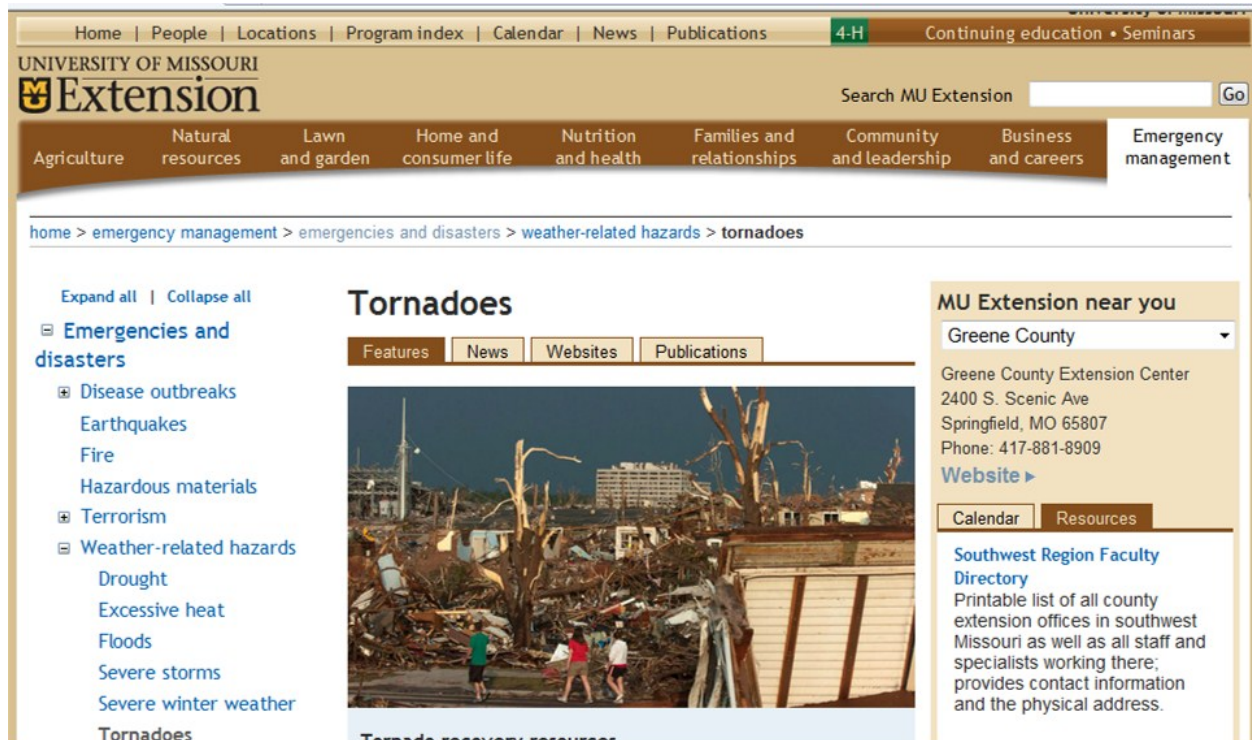 Home | People | Locations | Program index | Calendar | News | Publications
4-H
Continuing education • Seminars
UNIVERSITY OF MISSOURI
Extension
Search MU Extension
Go
Agriculture
Natural
resources
Lawn
and garden
Home and
consumer life
Nutrition
and health
Families and
relationships
Community
and leadership
Business
and careers
Emergency
management
home > emergency management > emergencies and disasters > weather-related hazards > tornadoes
Expand all | Collapse all
Emergencies and
disasters
Disease outbreaks
Earthquakes
Fire
Hazardous materials
Terrorism
Weather-related hazards
Drought
Excessive heat
Floods
Severe storms
Severe winter weather
Tornadoes
Tornadoes
Features
News
Websites
Publications
MU Extension near you
Greene County
Greene County Extension Center
2400 S. Scenic Ave
Springfield, MO 65807
Phone: 417-881-8909
Website
Calendar
Resources
Southwest Region Faculty
Directory
Printable list of all county
extension offices in southwest
Missouri as well as all staff and
specialists working there;
provides contact information
and the physical address.